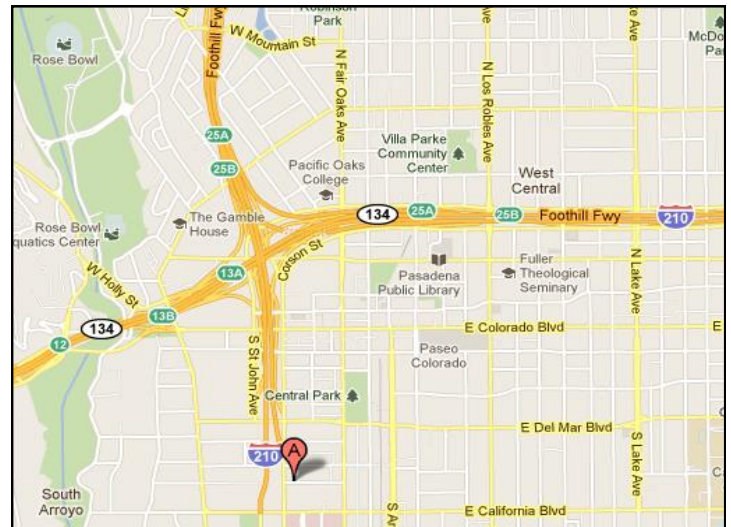 Robinson
Park
W Mountain St
Rose Bowl
Foothill Fwy
N Fair Oaks Ave
N Los Robles Ave
N Lake Ave
25A
25B
Villa Parke
Community
Center
Pacific Oaks
College
West
Central
134
25A
25B
Foothill Fwy
210
The Gamble
House
Rose Bowl
quatics Center
W Holly St
13A
Corson St
Pasadena
Public Library
Fuller
Theological
Seminary
N Lake Ave
13B
134
12
E Colorado Blvd
E
S St John Ave
Paseo
Colorado
Central Park
E Del Mar Blvd
S Lake Ave
210
A
South
Arroyo
E California Blvd